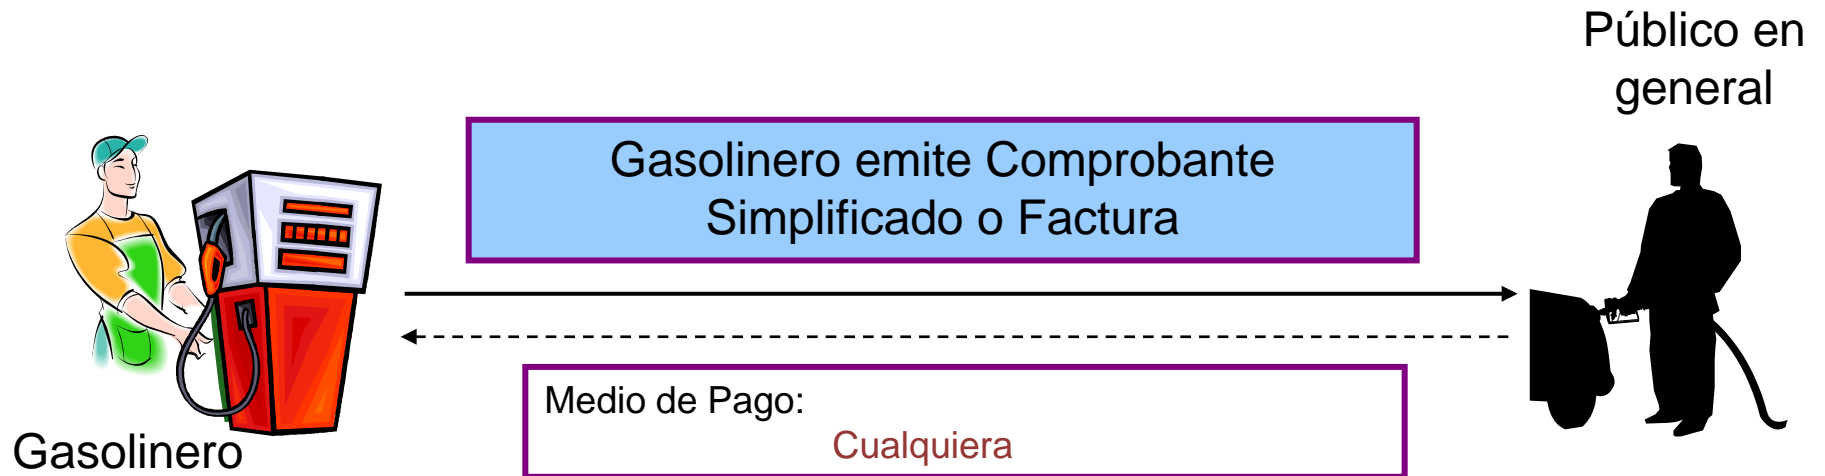 Público en
general
Gasolinero emite Comprobante
Simplificado o Factura
Medio de Pago:
Cualquiera
Gasolinero